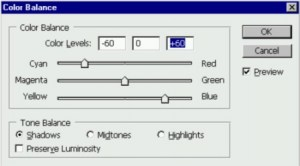 Color Balance
Color Balance
Color Levels: -60 0 +60
OK
Cancel
Cyan Red
Preview
Magenta Green
Yellow Blue
Tone Balance
Shadows Midtones Highlights
Preserve Luminosity